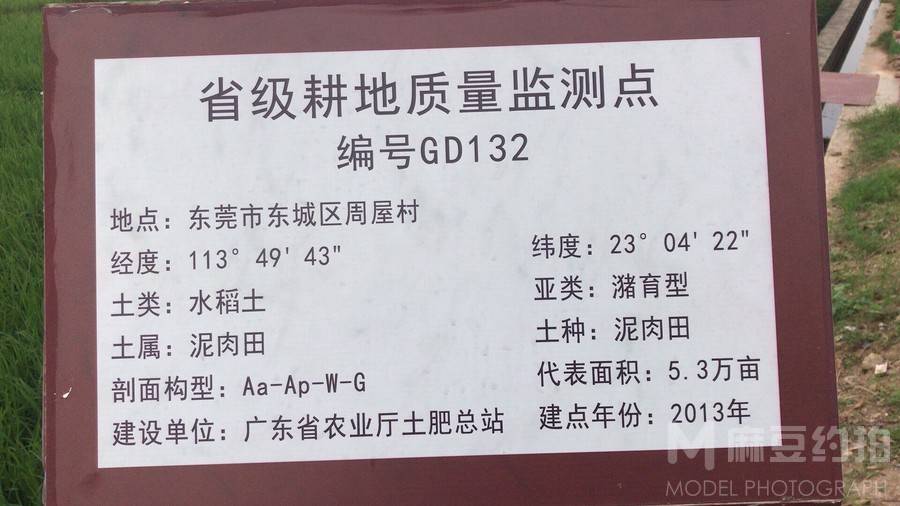 省级耕地质量监测点
编号GD132
地点：东莞市东城区周屋村
经度：113° 49' 43"
纬度：23° 04' 22"
土类：水稻土
亚类：潴育型
土属：泥肉田
土种：泥肉田
剖面构型：Aa-Ap-W-G
代表面积：5.3万亩
建设单位：广东省农业厅土肥总站
建点年份：2013年
M 麻豆约拍
MODEL PHOTOGRAPH